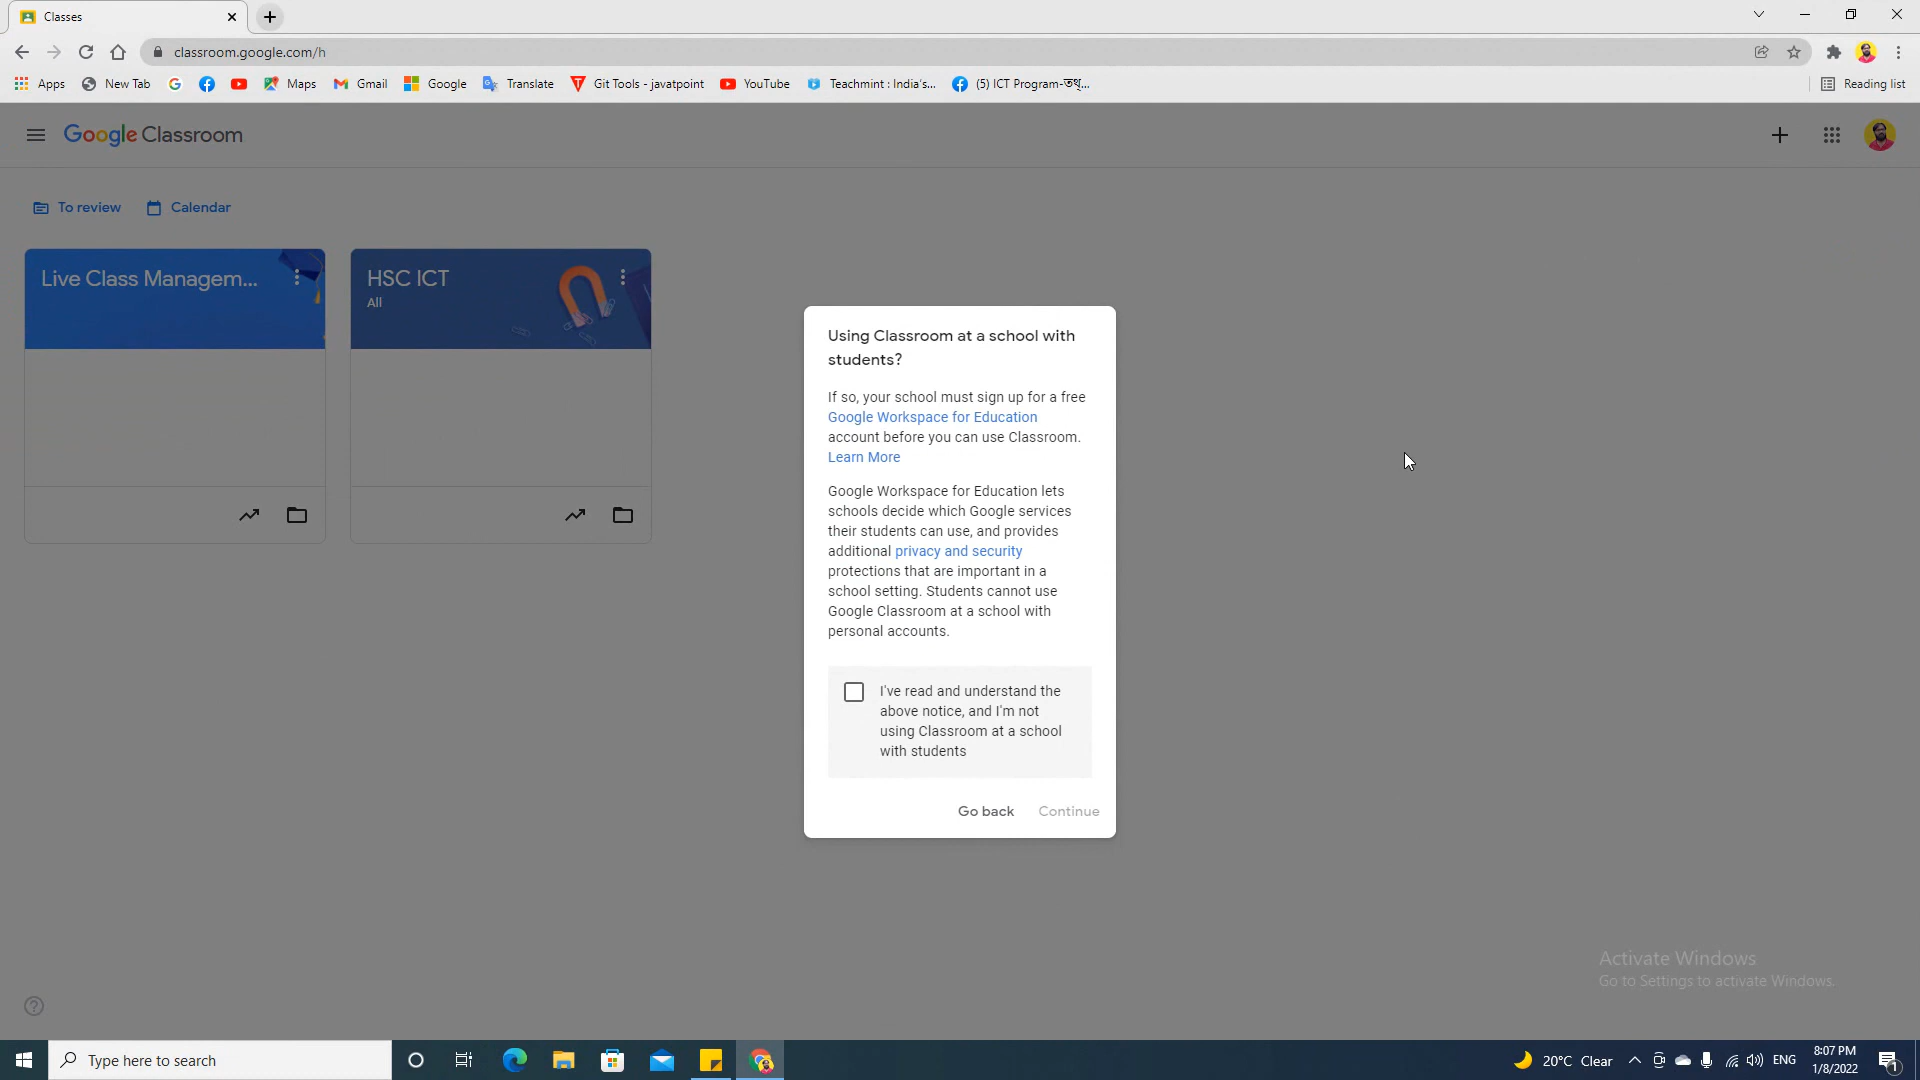 Classes
classroom.google.com/h
Apps New Tab Maps Gmail Google Translate Git Tools - javatpoint YouTube Teachmint : India's... (5) ICT Program-তথ্... Reading list
Google Classroom
To review Calendar
Live Class Managem...
HSC ICT
All
Using Classroom at a school with
students?
If so, your school must sign up for a free
Google Workspace for Education
account before you can use Classroom.
Learn More
Google Workspace for Education lets
schools decide which Google services
their students can use, and provides
additional privacy and security
protections that are important in a
school setting. Students cannot use
Google Classroom at a school with
personal accounts.
I've read and understand the
above notice, and I'm not
using Classroom at a school
with students
Go back Continue
Activate Windows
Go to Settings to activate Windows.
Type here to search
20°C Clear ENG
8:07 PM
1/8/2022
1